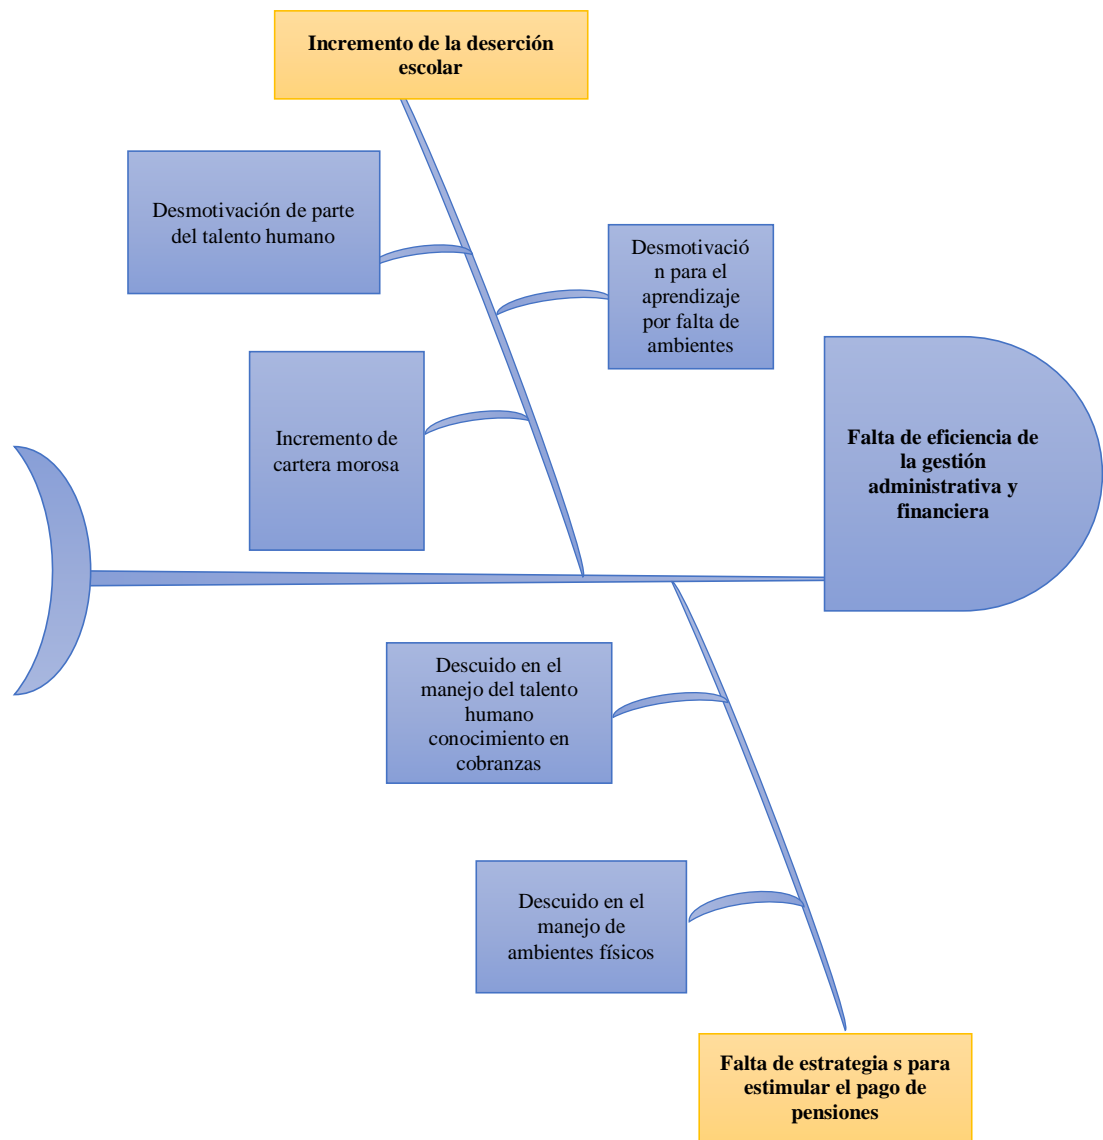 Incremento de la deserción
escolar
Desmotivación de parte
del talento humano
Desmotivació
n para el
aprendizaje
por falta de
ambientes
Incremento de
cartera morosa
Falta de eficiencia de
la gestión
administrativa y
financiera
Descuido en el
manejo del talento
humano
conocimiento en
cobranzas
Descuido en el
manejo de
ambientes físicos
Falta de estrategia s para
estimular el pago de
pensiones